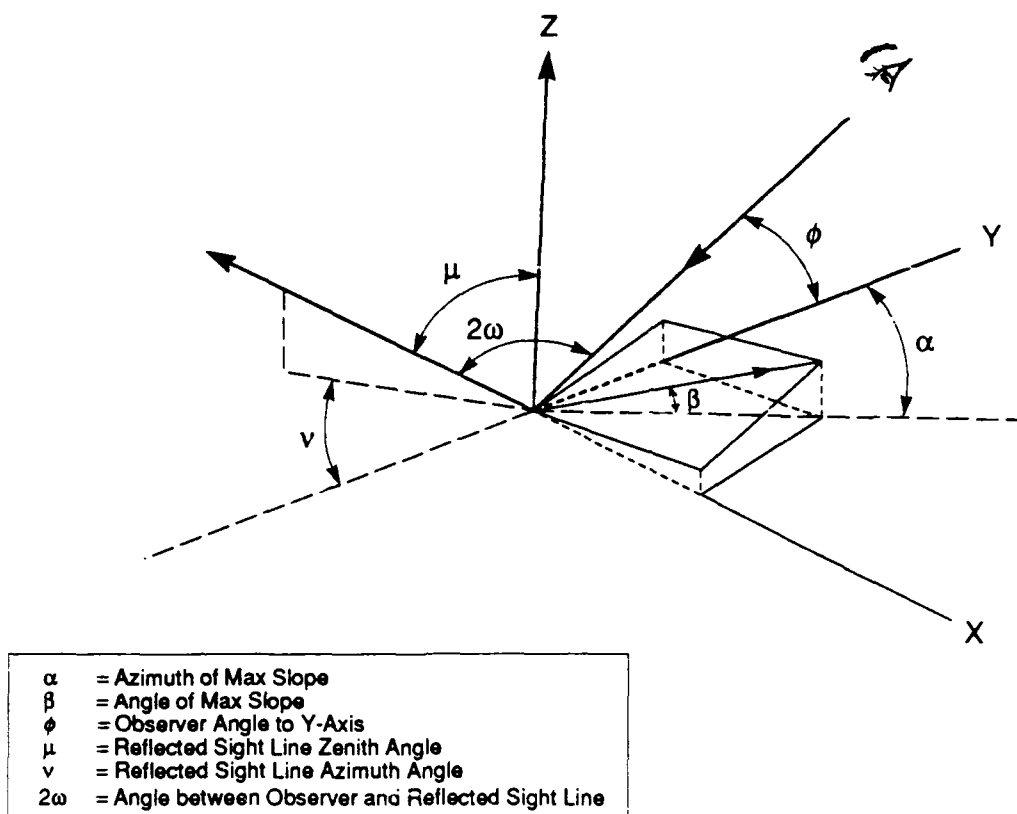 Z
Y
ϕ
μ
2ω
α
β
ν
X
α = Azimuth of Max Slope
β = Angle of Max Slope
ϕ = Observer Angle to Y-Axis
μ = Reflected Sight Line Zenith Angle
ν = Reflected Sight Line Azimuth Angle
2ω = Angle between Observer and Reflected Sight Line